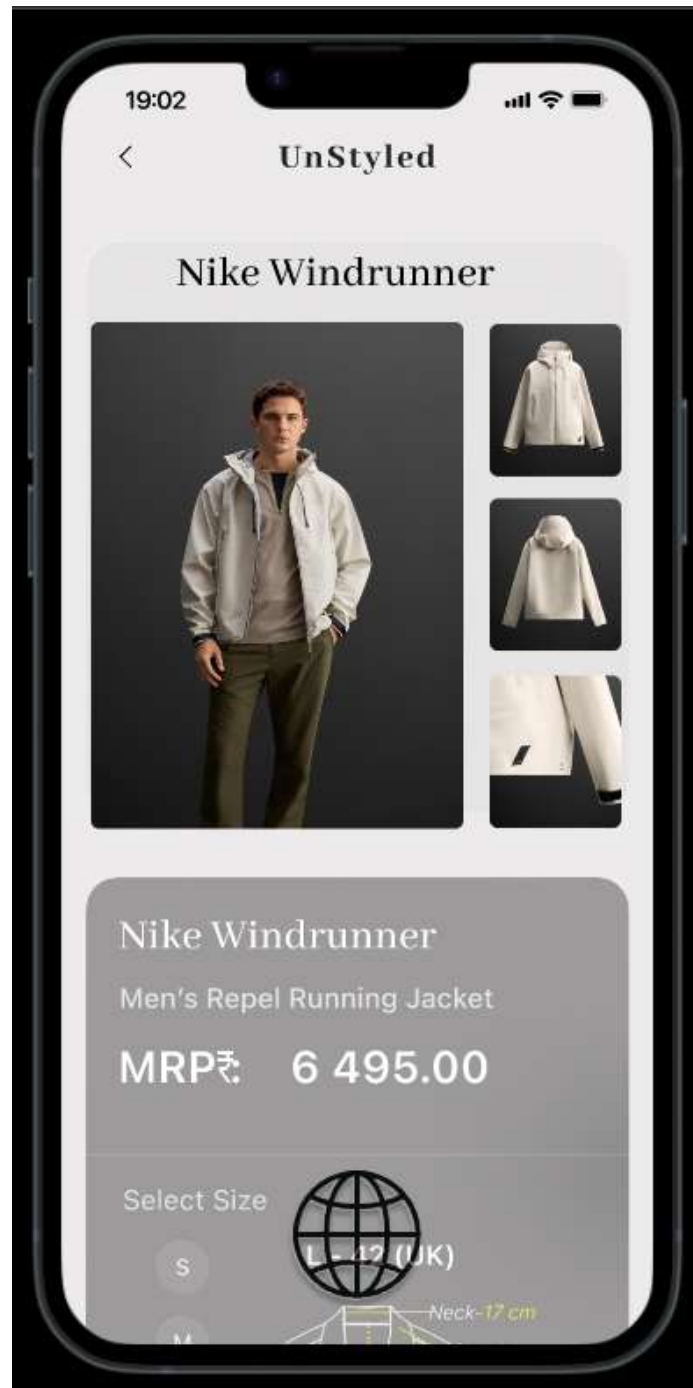 19:02
UnStyled
Nike Windrunner
Nike Windrunner
Men's Repel Running Jacket
MRP₹: 6 495.00
Select Size
L - 42 (UK)
S
Neck-17 cm
M